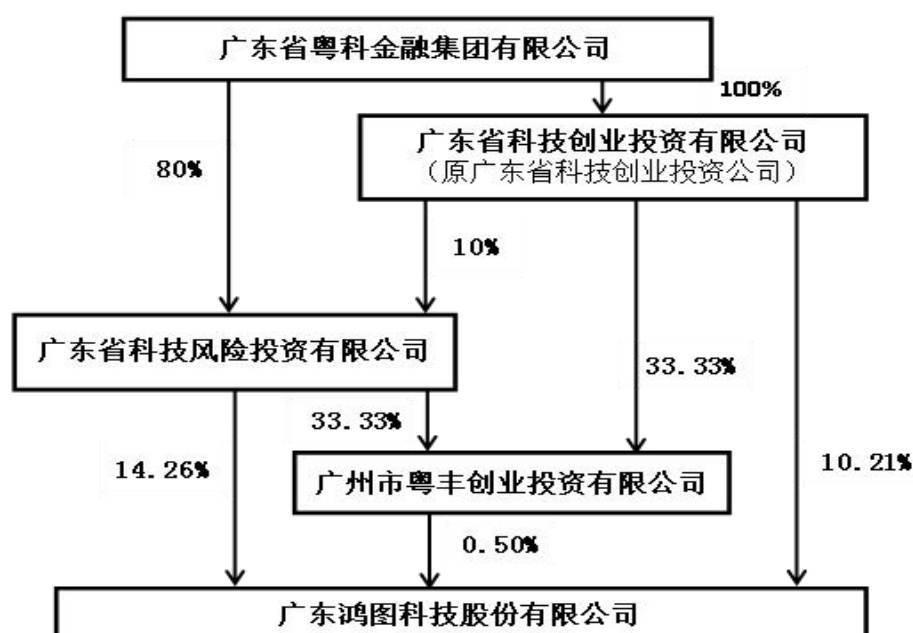 广东省粤科金融集团有限公司
100%
广东省科技创业投资有限公司
（原广东省科技创业投资公司）
80%
10%
广东省科技风险投资有限公司
33.33%
33.33%
14.26%
10.21%
广州市粤丰创业投资有限公司
0.50%
广东鸿图科技股份有限公司